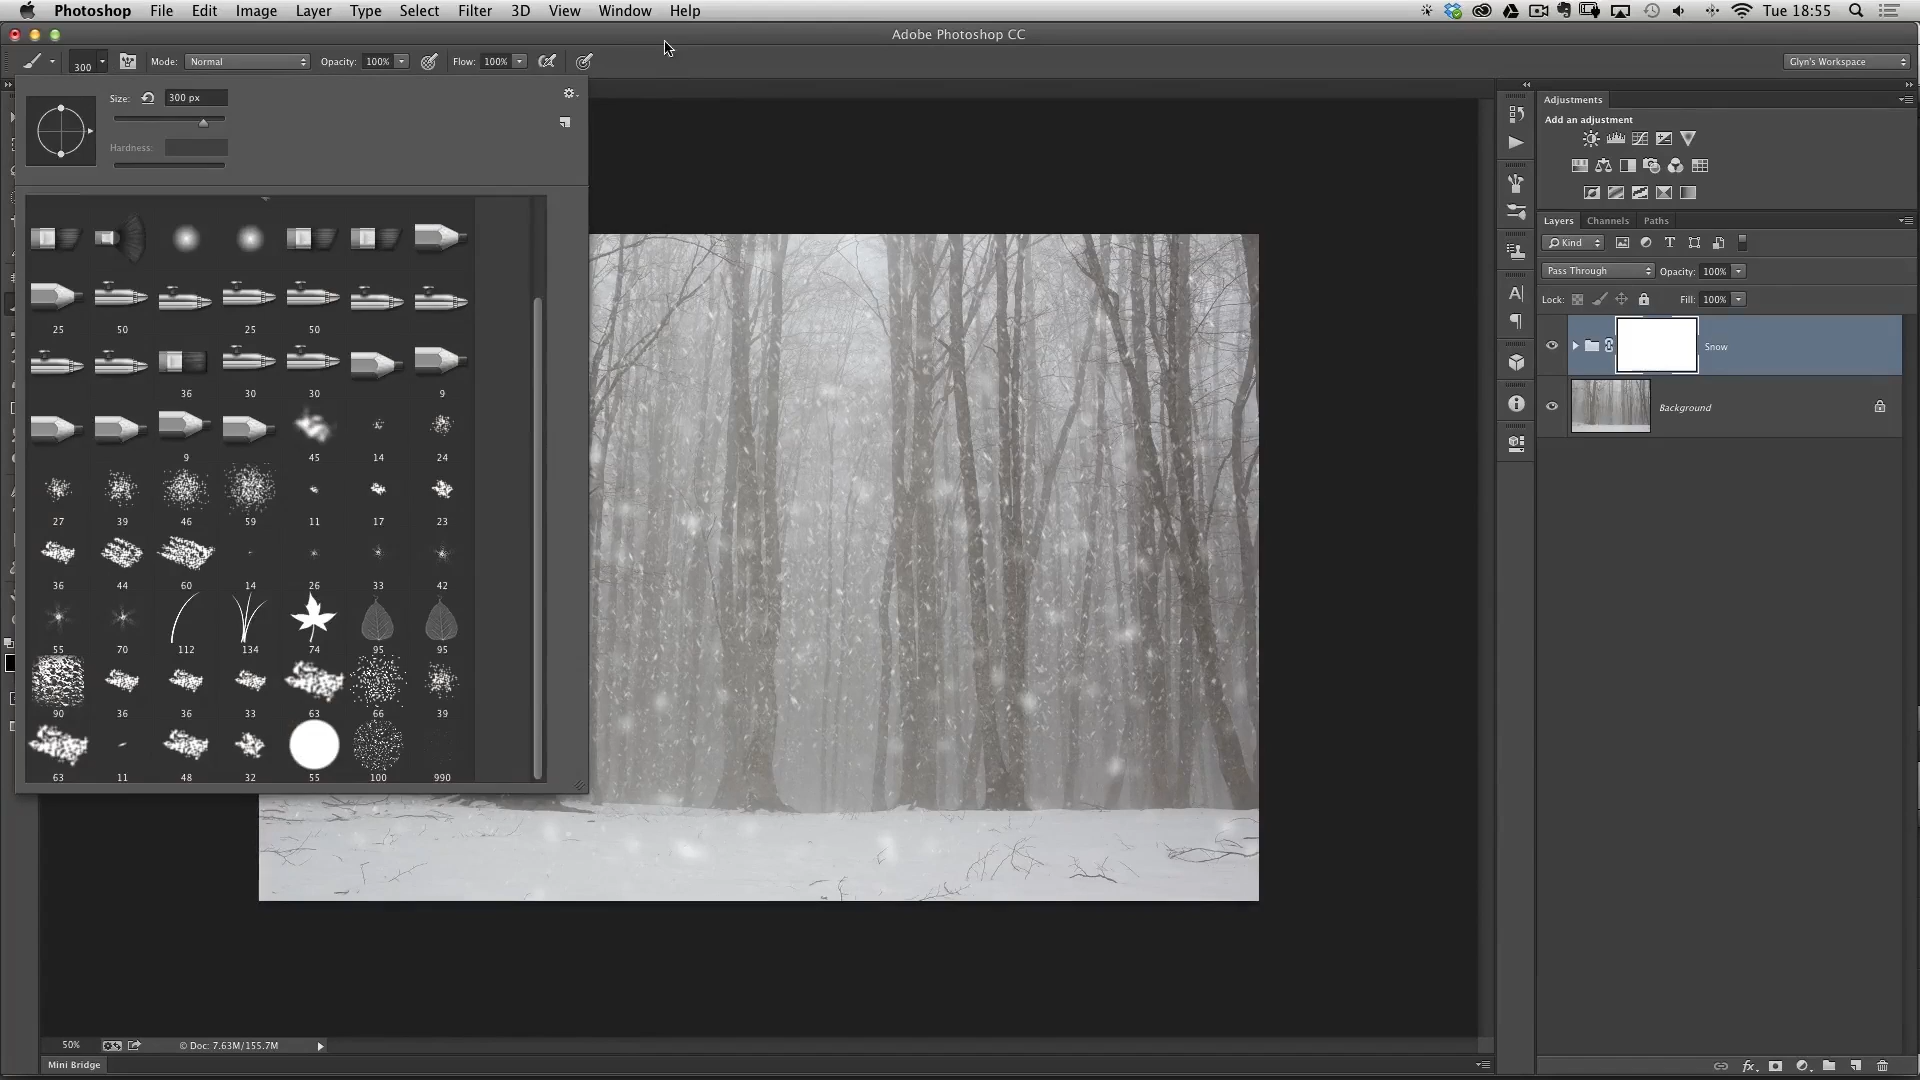 Photoshop File Edit Image Layer Type Select Filter 3D View Window Help Tue 18:55
Adobe Photoshop CC
300 Mode: Normal Opacity: 100% Flow: 100% Glyn's Workspace
Size: 300 px
Hardness:
25 50 25 50
36 30 30 9
9 45 14 24
27 39 46 59 11 17 23
36 44 60 14 26 33 42
55 70 112 134 74 95 95
90 36 36 33 63 66 39
63 11 48 32 55 100 990
Adjustments
Add an adjustment
Layers Channels Paths
Kind
Pass Through Opacity: 100%
Lock: Fill: 100%
Snow
Background
50% © Doc: 7.63M/155.7M
Mini Bridge